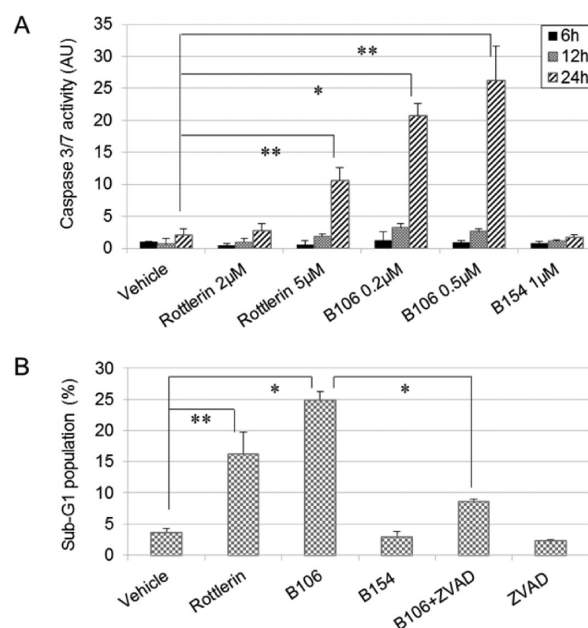 A
Caspase 3/7 activity (AU)
35
30
25
20
15
10
5
0
6h
12h
24h
**
*
**
Vehicle
Rottlerin 2µM
Rottlerin 5µM
B106 0.2µM
B106 0.5µM
B154 1µM
B
Sub-G1 population (%)
30
25
20
15
10
5
0
*
*
**
Vehicle
Rottlerin
B106
B154
B106+ZVAD
ZVAD